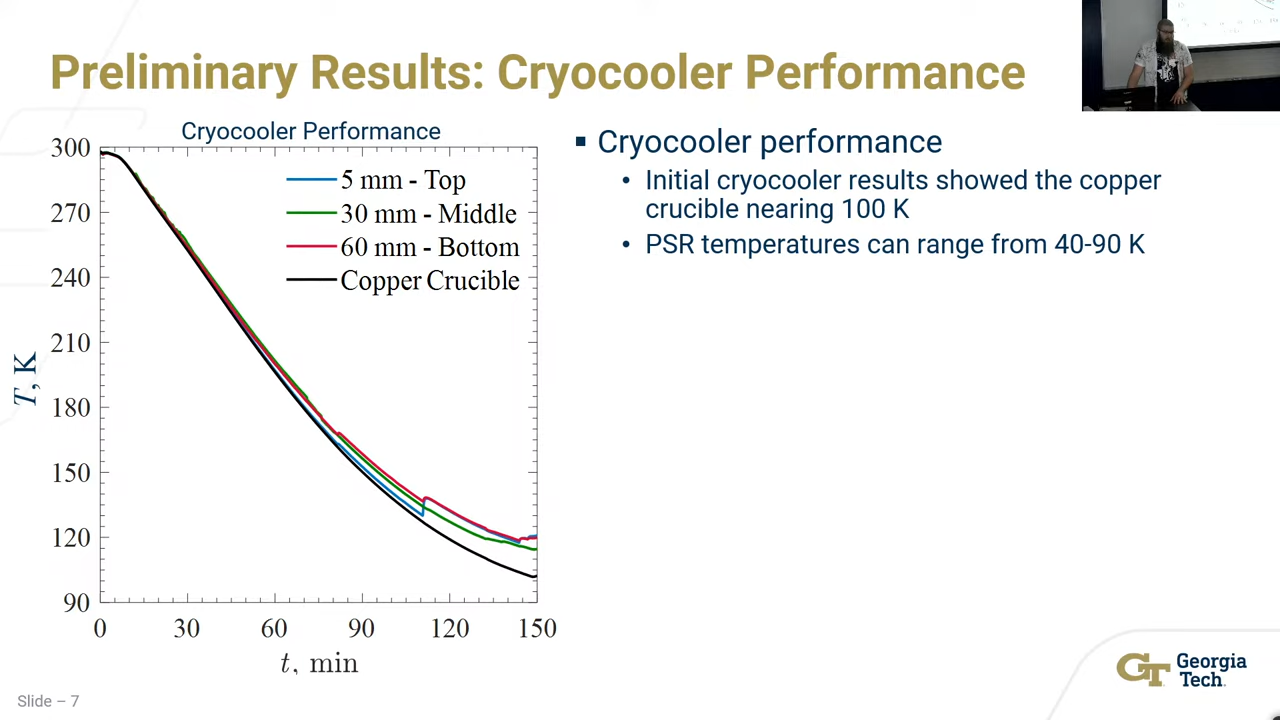 Preliminary Results: Cryocooler Performance
Cryocooler Performance
300
270
240
210
180
150
120
90
T, K
5 mm - Top
30 mm - Middle
60 mm - Bottom
Copper Crucible
0 30 60 90 120 150
t, min
▪ Cryocooler performance
• Initial cryocooler results showed the copper
crucible nearing 100 K
• PSR temperatures can range from 40-90 K
Slide – 7
GT Georgia
Tech.